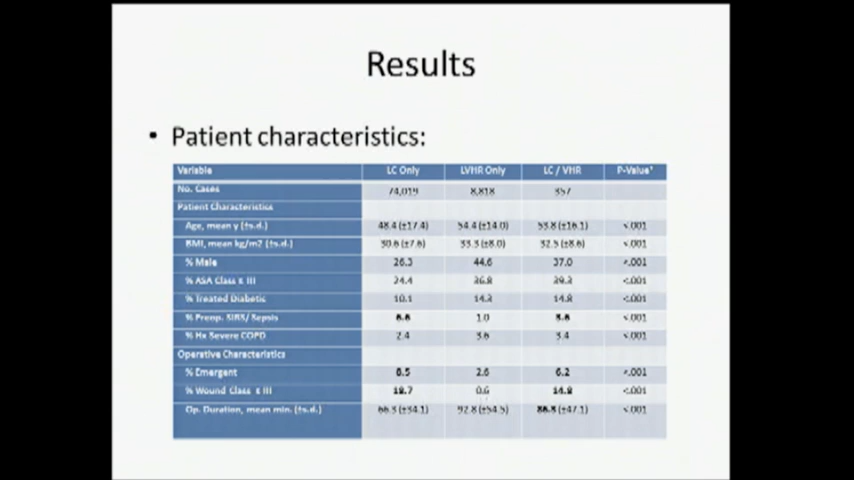 Results
• Patient characteristics:
Variable LC Only LVHR Only LC / VHR P-Value*
No. Cases 74,019 8,818 357
Patient Characteristics
Age, mean y (±s.d.) 48.4 (±17.4) 54.4 (±14.0) 53.8 (±16.1) <.001
BMI, mean kg/m2 (±s.d.) 30.6 (±7.6) 33.3 (±8.0) 32.5 (±8.6) <.001
% Male 26.3 44.6 37.0 <.001
% ASA Class ≥ III 24.4 <.001
% Treated Diabetic 10.1 14.3 14.8 <.001
% Preop. SIRS/ Sepsis 1.0 <.001
% Hx Severe COPD 2.4 3.6 3.4 <.001
Operative Characteristics
% Emergent 2.6 6.2 <.001
% Wound Class ≥ III 0.6 <.001
Op. Duration, mean min. (±s.d.) 66.3 (±34.1) 92.8 (±54.5) (±47.1) <.001